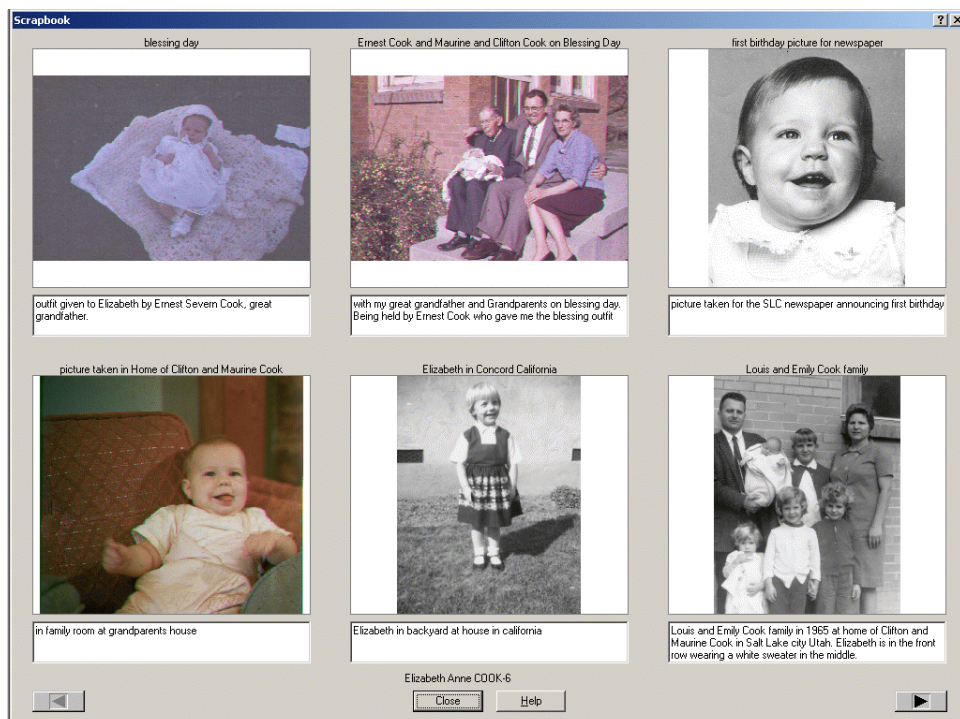 Scrapbook
blessing day
Ernest Cook and Maurine and Clifton Cook on Blessing Day
first birthday picture for newspaper
outfit given to Elizabeth by Ernest Severn Cook, great
grandfather.
with my great grandfather and Grandparents on blessing day.
Being held by Ernest Cook who gave me the blessing outfit
picture taken for the SLC newspaper announcing first birthday
picture taken in Home of Clifton and Maurine Cook
Elizabeth in Concord California
Louis and Emily Cook family
in family room at grandparents house
Elizabeth in backyard at house in california
Louis and Emily Cook family in 1965 at home of Clifton and
Maurine Cook in Salt Lake city Utah. Elizabeth is in the front
row wearing a white sweater in the middle.
Elizabeth Anne COOK-6
Close
Help